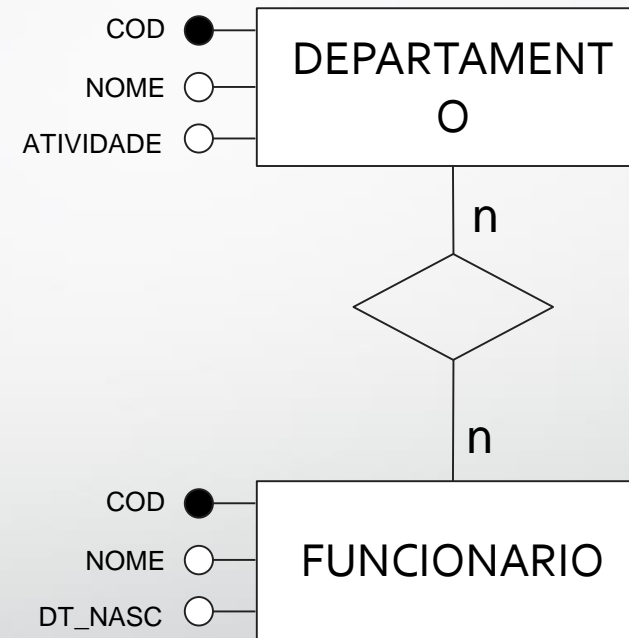 COD
NOME
ATIVIDADE
DEPARTAMENT
O
n
n
COD
NOME
DT_NASC
FUNCIONARIO